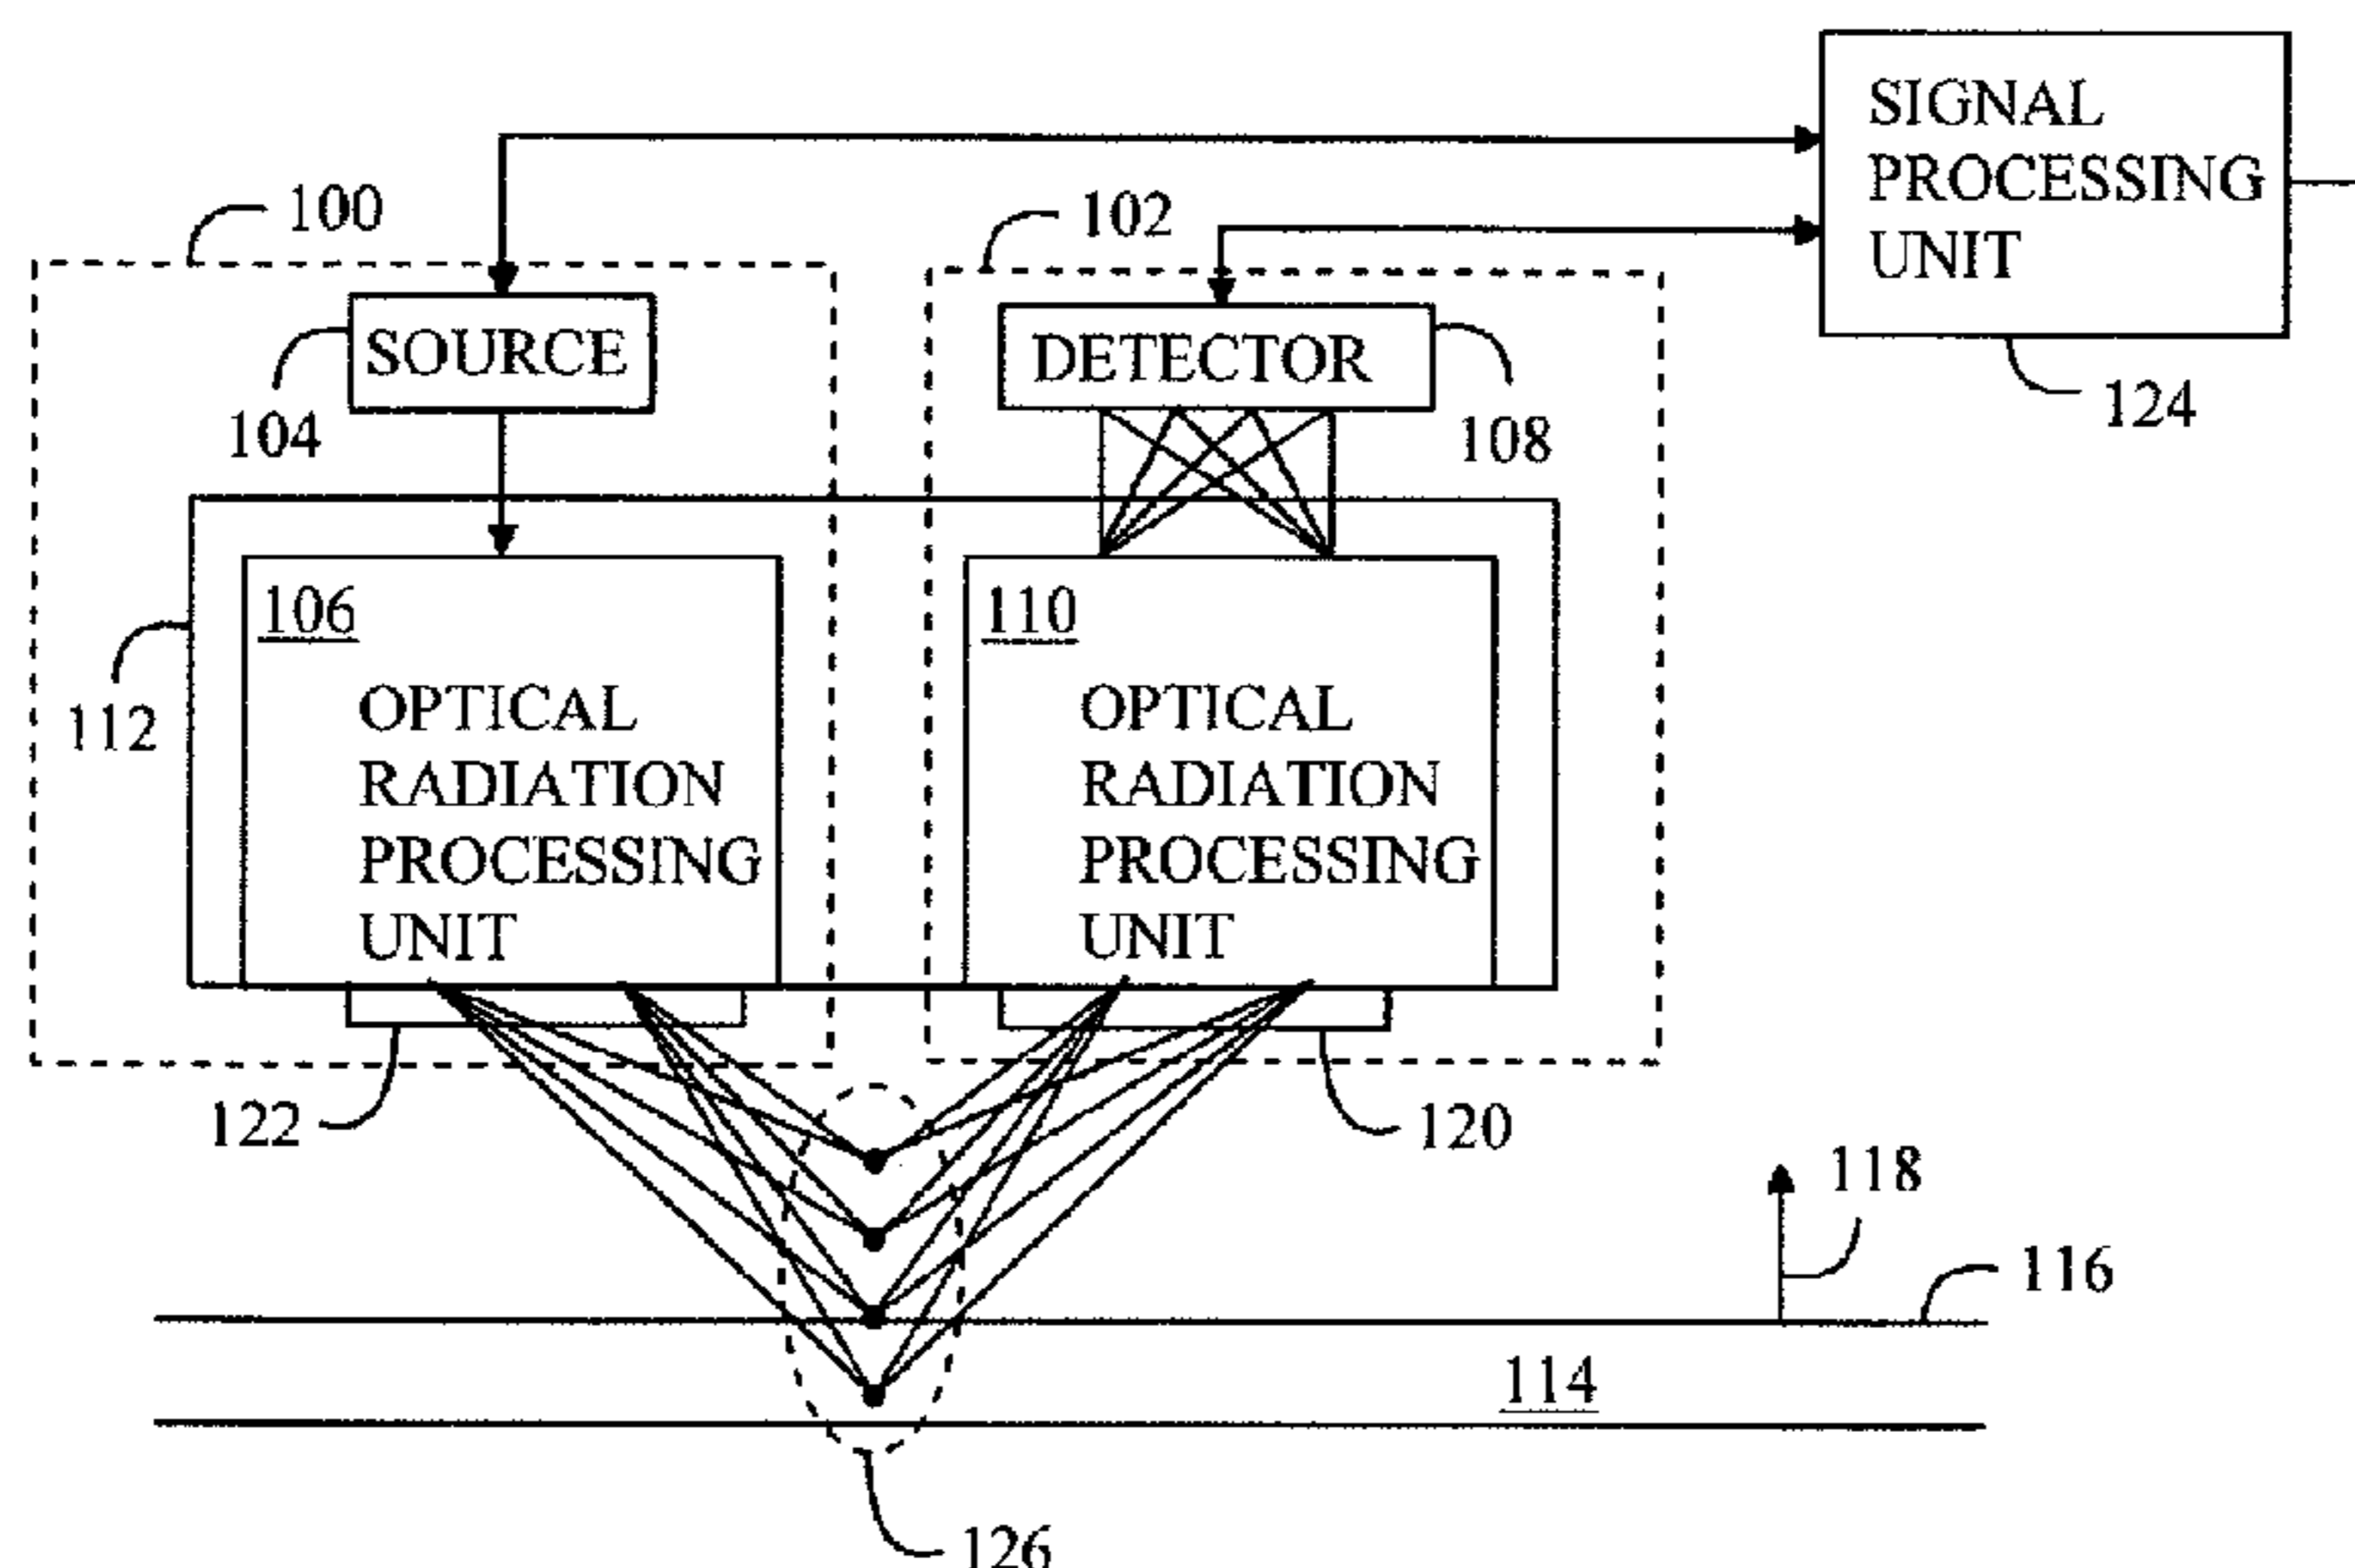 SIGNAL
PROCESSING
UNIT
100
102
SOURCE
DETECTOR
104
108
124
106
110
OPTICAL
RADIATION
PROCESSING
UNIT
OPTICAL
RADIATION
PROCESSING
UNIT
112
122
120
118
116
114
126